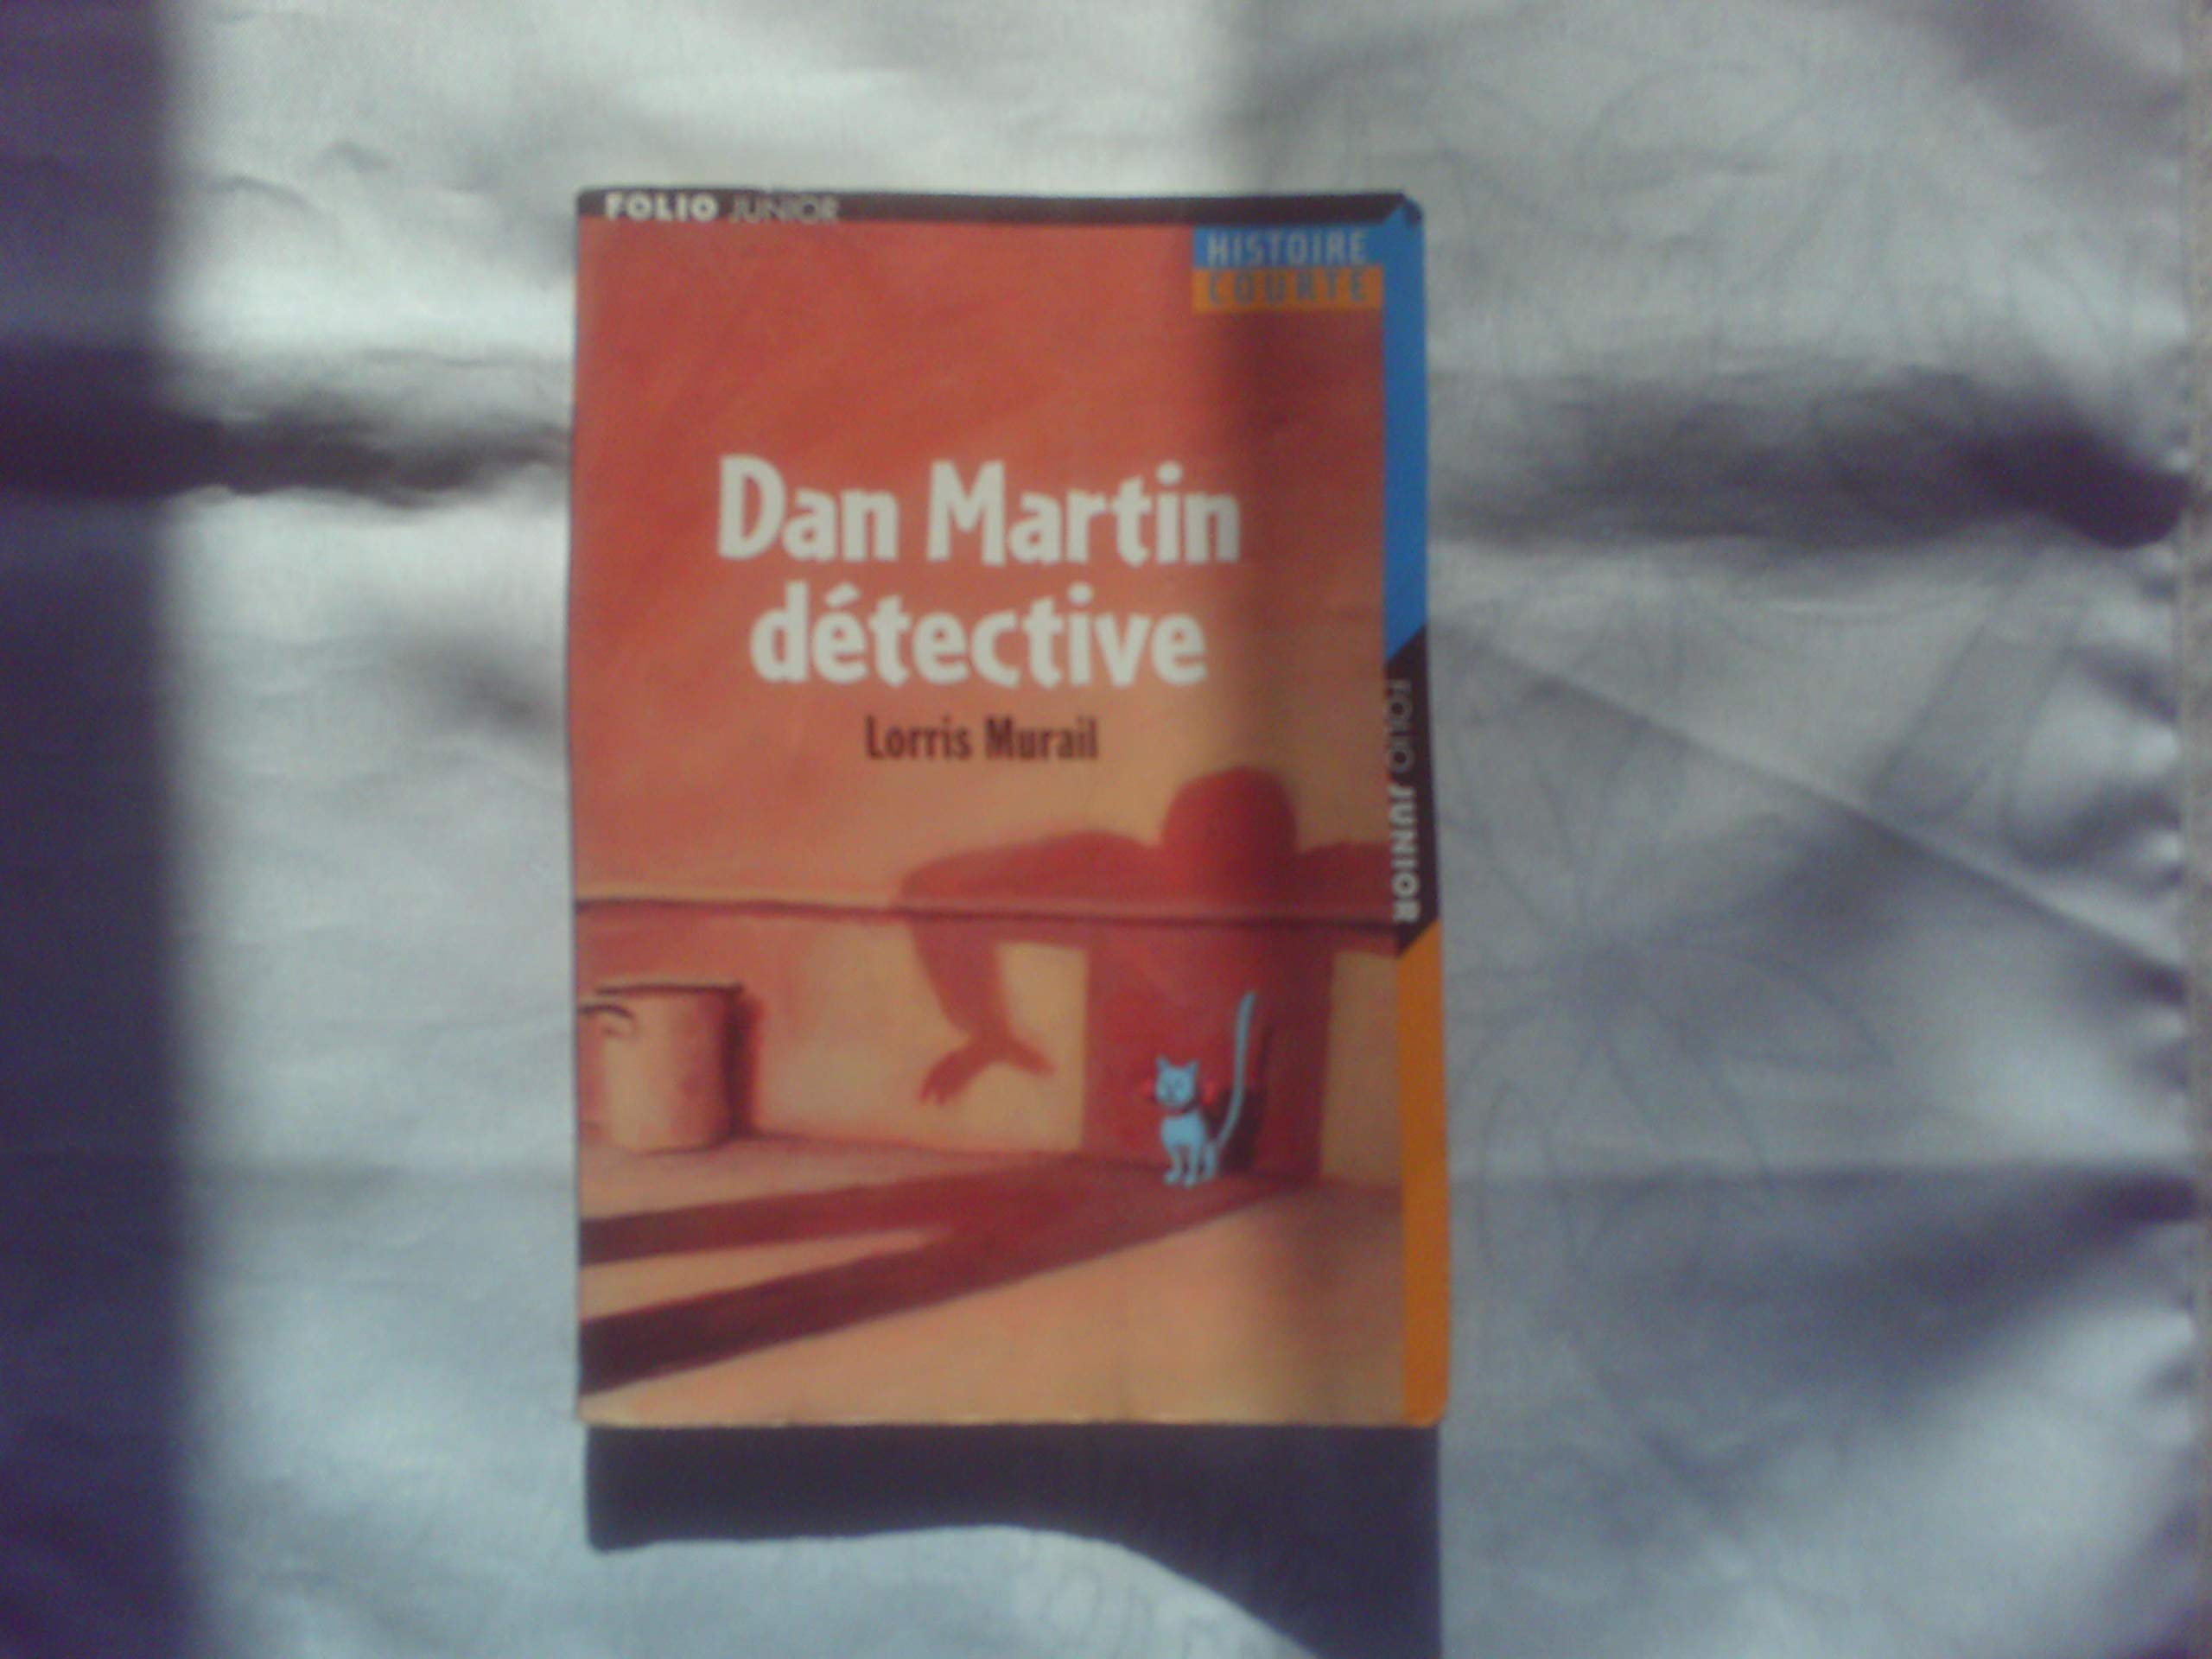 FOLIO JUNIOR
HISTOIRE
COURTE
Dan Martin
détective
Lorris Murail
FOLIO JUNIOR